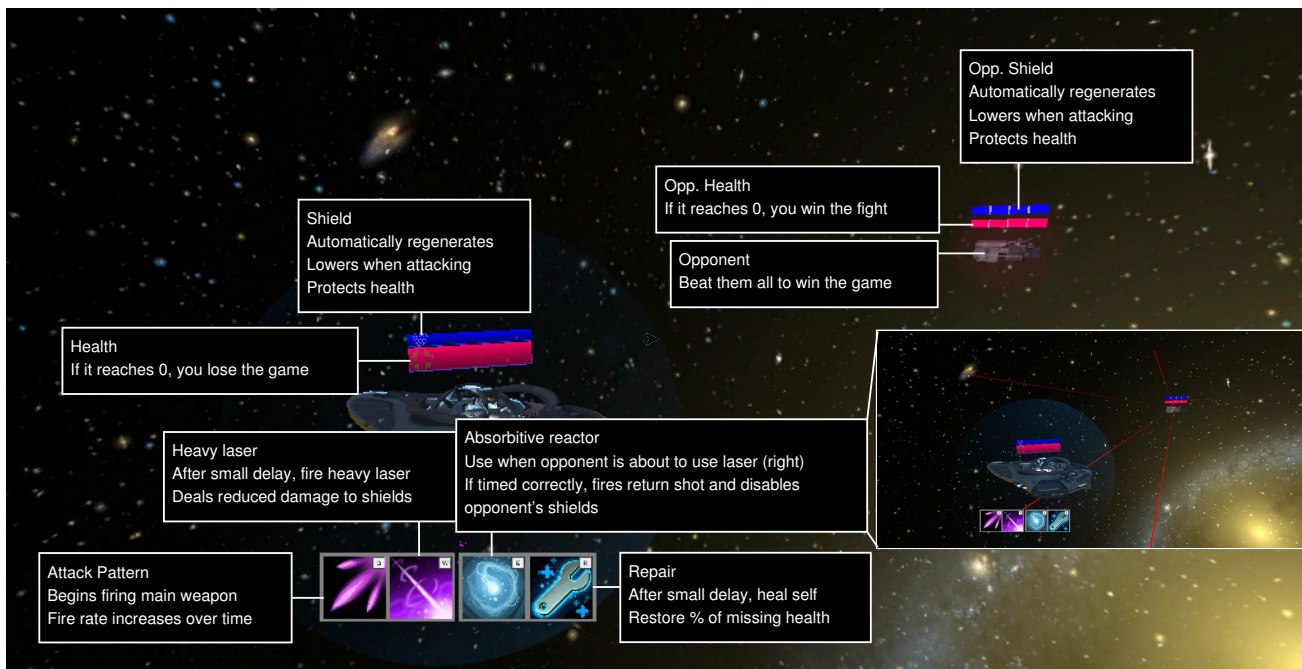 Opp. Shield
Automatically regenerates
Lowers when attacking
Protects health
Opp. Health
If it reaches 0, you win the fight
Opponent
Beat them all to win the game
Shield
Automatically regenerates
Lowers when attacking
Protects health
Health
If it reaches 0, you lose the game
Heavy laser
After small delay, fire heavy laser
Deals reduced damage to shields
Absorbitive reactor
Use when opponent is about to use laser (right)
If timed correctly, fires return shot and disables
opponent's shields
Attack Pattern
Begins firing main weapon
Fire rate increases over time
Q
W
E
R
Repair
After small delay, heal self
Restore % of missing health